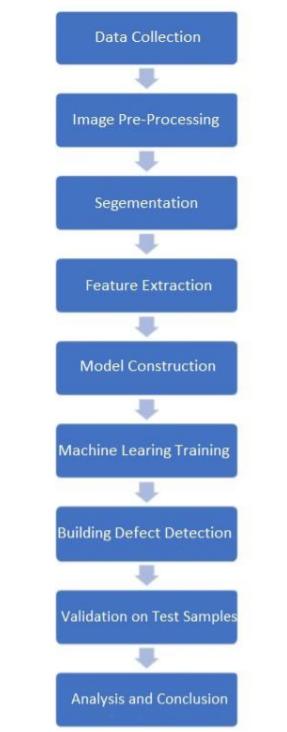 Data Collection
Image Pre-Processing
Segementation
Feature Extraction
Model Construction
Machine Learing Training
Building Defect Detection
Validation on Test Samples
Analysis and Conclusion